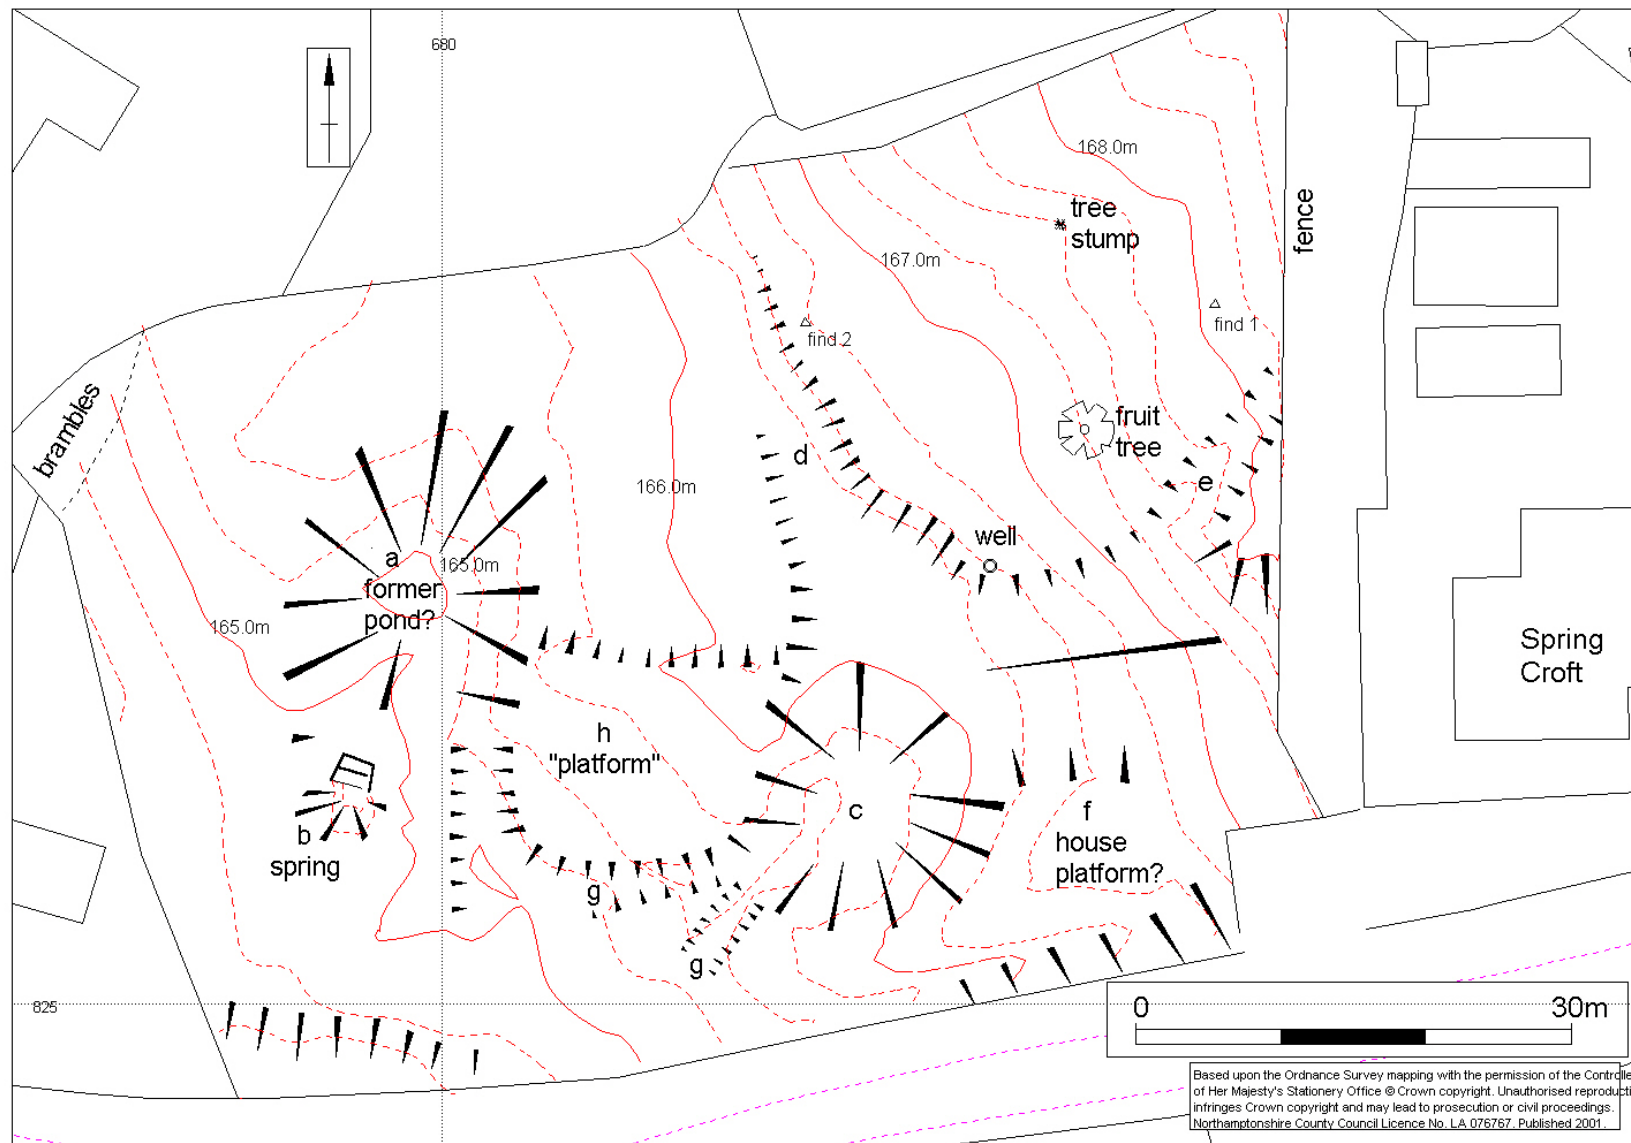 680
168.0m
tree
stump
fence
167.0m
find 1
find 2
brambles
fruit
tree
d
166.0m
e
well
a
165.0m
former
pond?
165.0m
Spring
Croft
h
"platform"
c
f
house
platform?
b
spring
g
g
825
0 30m
Based upon the Ordnance Survey mapping with the permission of the Controlle
of Her Majesty's Stationery Office © Crown copyright. Unauthorised reproducti
infringes Crown copyright and may lead to prosecution or civil proceedings.
Northamptonshire County Council Licence No. LA 076767. Published 2001.